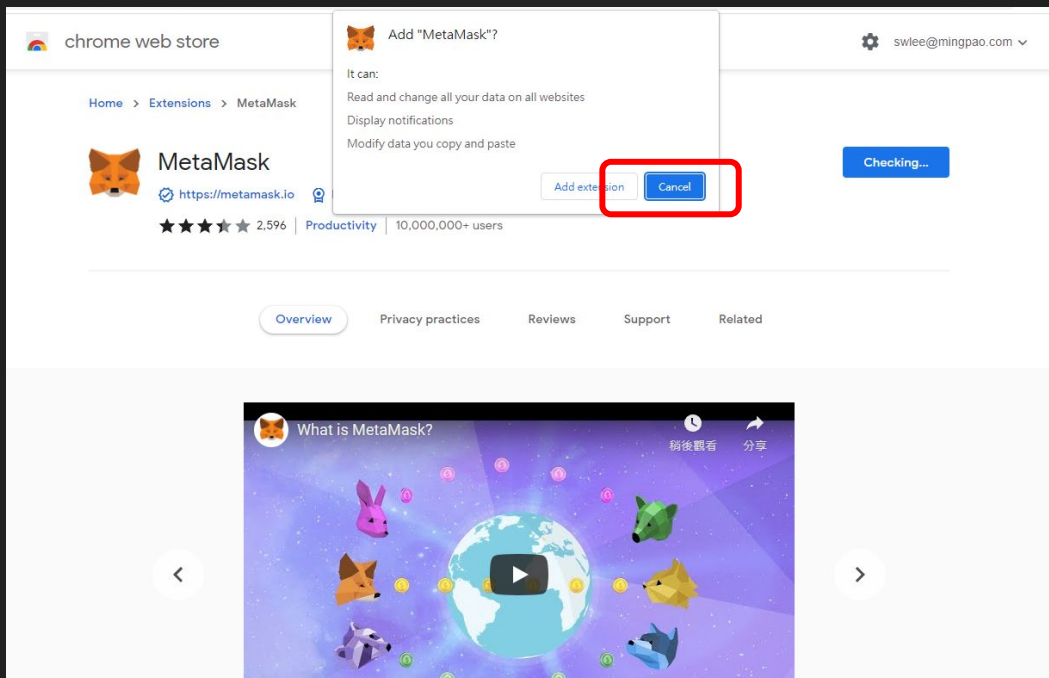 chrome web store
Add "MetaMask"?
swlee@mingpao.com
It can:
Read and change all your data on all websites
Display notifications
Modify data you copy and paste
Add extension
Cancel
Home > Extensions > MetaMask
MetaMask
Checking...
https://metamask.io
2,596 | Productivity | 10,000,000+ users
Overview
Privacy practices
Reviews
Support
Related
What is MetaMask?
稍後觀看
分享